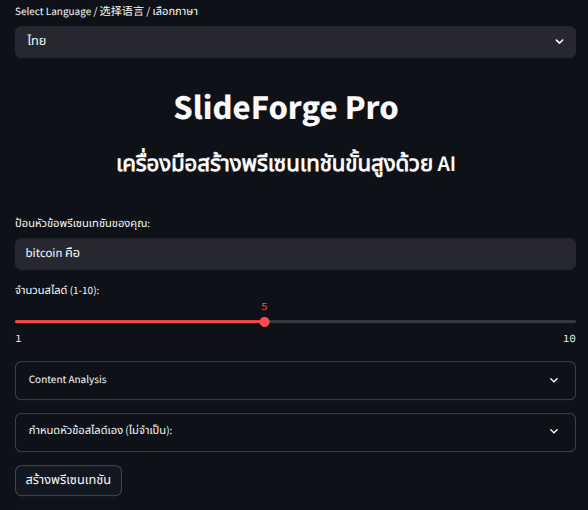 Select Language / 选择语言 / เลือกภาษา
ไทย
SlideForge Pro
เครื่องมือสร้างพรีเซนเทชันขั้นสูงด้วย AI
ป้อนหัวข้อพรีเซนเทชันของคุณ:
bitcoin คือ
จำนวนสไลด์ (1-10):
5
1 10
Content Analysis
กำหนดหัวข้อสไลด์เอง (ไม่จำเป็น):
สร้างพรีเซนเทชัน